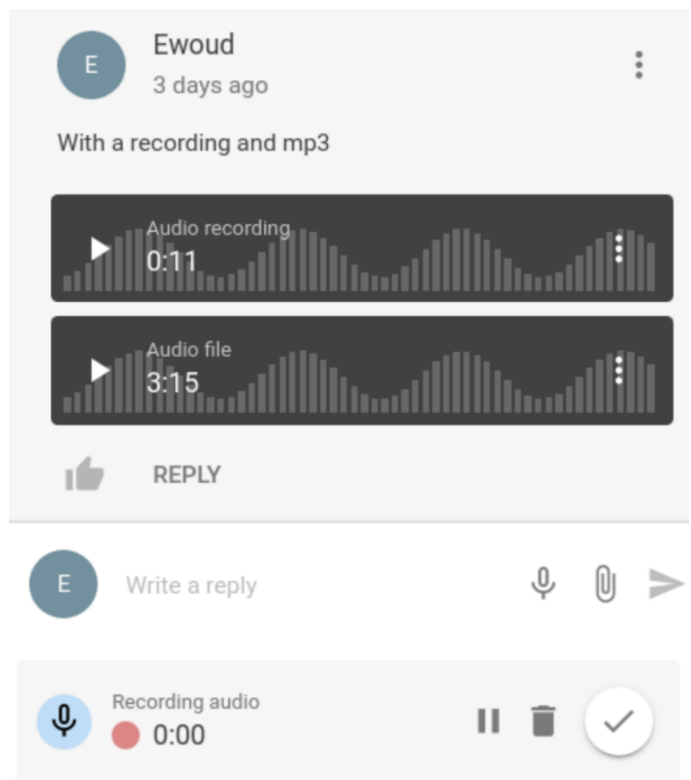 E
Ewoud
3 days ago
With a recording and mp3
Audio recording
0:11
Audio file
3:15
REPLY
E
Write a reply
Recording audio
0:00